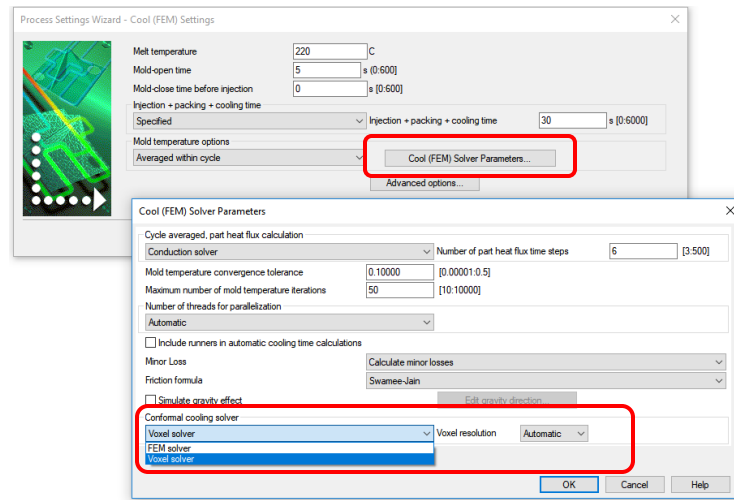 Process Settings Wizard - Cool (FEM) Settings
Melt temperature 220 C
Mold-open time 5 s (0:600]
Mold-close time before injection 0 s [0:600]
Injection + packing + cooling time
Specified Injection + packing + cooling time 30 s [0:6000]
Mold temperature options
Averaged within cycle Cool (FEM) Solver Parameters...
Advanced options...
Cool (FEM) Solver Parameters
Cycle averaged, part heat flux calculation
Conduction solver Number of part heat flux time steps 6 [3:500]
Mold temperature convergence tolerance 0.10000 [0.00001:0.5]
Maximum number of mold temperature iterations 50 [10:10000]
Number of threads for parallelization
Automatic
Include runners in automatic cooling time calculations
Minor Loss Calculate minor losses
Friction formula Swamee-Jain
Simulate gravity effect Edit gravity direction...
Conformal cooling solver
Voxel solver Voxel resolution Automatic
FEM solver
Voxel solver
OK Cancel Help